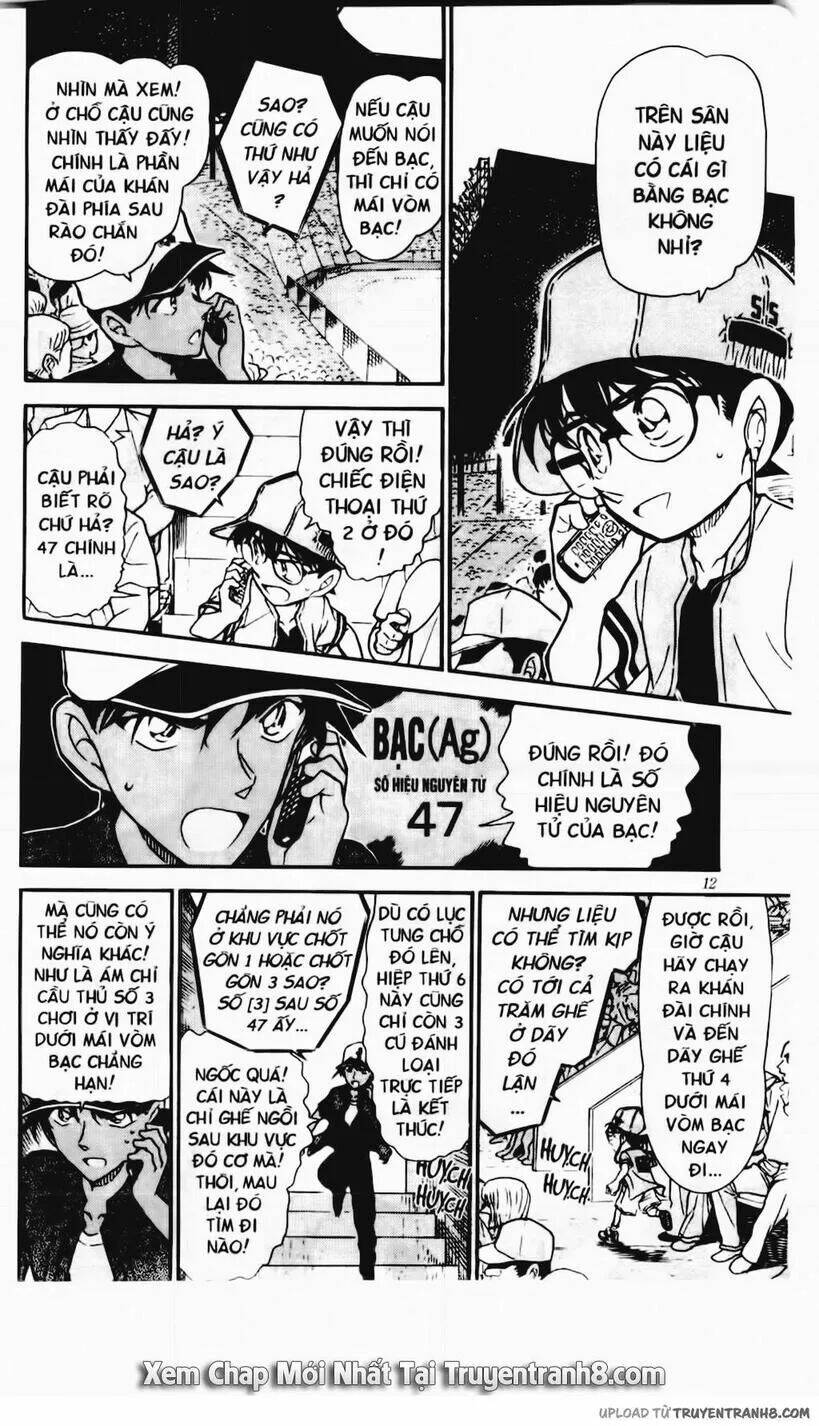 TRÊN SÂN
NÀY LIỆU
CÓ CÁI GÌ
BẰNG BẠC
KHÔNG
NHỈ?
SS
NẾU CẬU
MUỐN NÓI
ĐẾN BẠC,
THÌ CHỈ CÓ
MÁI VÒM
BẠC!
SAO?
CŨNG CÓ
THỨ NHƯ
VẬY HẢ
?
NHÌN MÀ XEM!
Ở CHỖ CẬU CŨNG
NHÌN THẤY ĐẤY!
CHÍNH LÀ PHẦN
MÁI CỦA KHÁN
ĐÀI PHÍA SAU
RÀO CHẮN
ĐÓ!
VẬY THÌ
ĐÚNG RỒI!
CHIẾC ĐIỆN
THOẠI THỨ
2 Ở ĐÓ
!
HẢ? Ý
CẬU LÀ
SAO?
CẬU PHẢI
BIẾT RÕ
CHỨ HẢ?
47 CHÍNH
LÀ...
ĐÚNG RỒI! ĐÓ
CHÍNH LÀ SỐ
HIỆU NGUYÊN
TỬ CỦA BẠC!
BẠC(Ag)
SỐ HIỆU NGUYÊN TỬ
47
12
ĐƯỢC RỒI,
GIỜ CẬU
HÃY CHẠY
RA KHÁN
ĐÀI CHÍNH
VÀ ĐẾN
DÃY GHẾ
THỨ 4
DƯỚI MÁI
VÒM BẠC
NGAY
ĐI...
NHƯNG LIỆU
CÓ THỂ TÌM KỊP
KHÔNG?
CÓ TỚI CẢ
TRĂM GHẾ
Ở DÃY
ĐÓ
LẬN
...
HUỴCH
HUỴCH
DÙ CÓ LỤC
TUNG CHỖ
ĐÓ LÊN,
HIỆP THỨ 6
NÀY CŨNG
CHỈ CÒN 3
CÚ ĐÁNH
LOẠI
TRỰC TIẾP
LÀ KẾT
THÚC!
CHẲNG PHẢI NÓ
Ở KHU VỰC CHỐT
GÔN 1 HOẶC CHỐT
GÔN 3 SAO?
SỐ [3] SAU SỐ
47 ẤY...
NGỐC QUÁ!
CÁI NÀY LÀ
CHỈ GHẾ NGỒI
SAU KHU VỰC
ĐÓ CƠ MÀ!
THÔI, MAU
LẠI ĐÓ
TÌM ĐI
NÀO!
HUỴCH
HUỴCH
MÀ CŨNG CÓ
THỂ NÓ CÒN Ý
NGHĨA KHÁC!
NHƯ LÀ ÁM CHỈ
CẦU THỦ SỐ 3
CHƠI Ở VỊ TRÍ
DƯỚI MÁI VÒM
BẠC CHẲNG
HẠN!
Xem Chap Mới Nhất Tại Truyentranh8.com
UPLOAD TỪ TRUYENTRANH8.COM